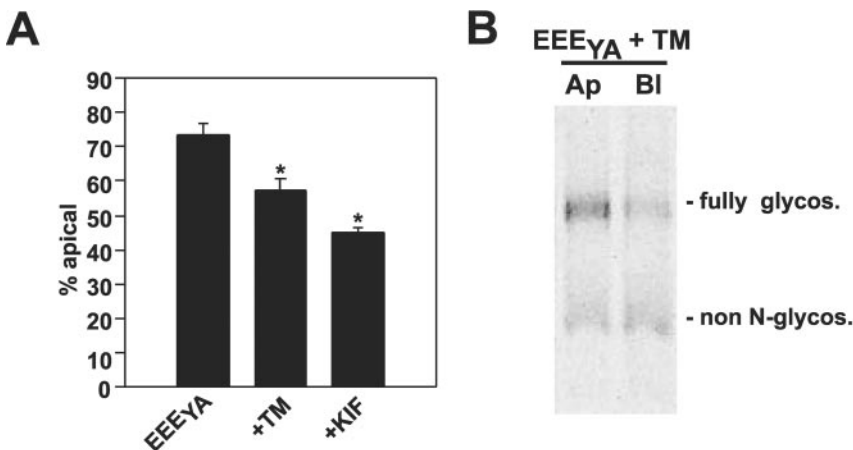 A
% apical
90
80
70
60
50
40
30
20
10
0
*
*
EEEYA
+TM
+KIF
B
EEEYA + TM
Ap Bl
- fully glycos.
- non N-glycos.